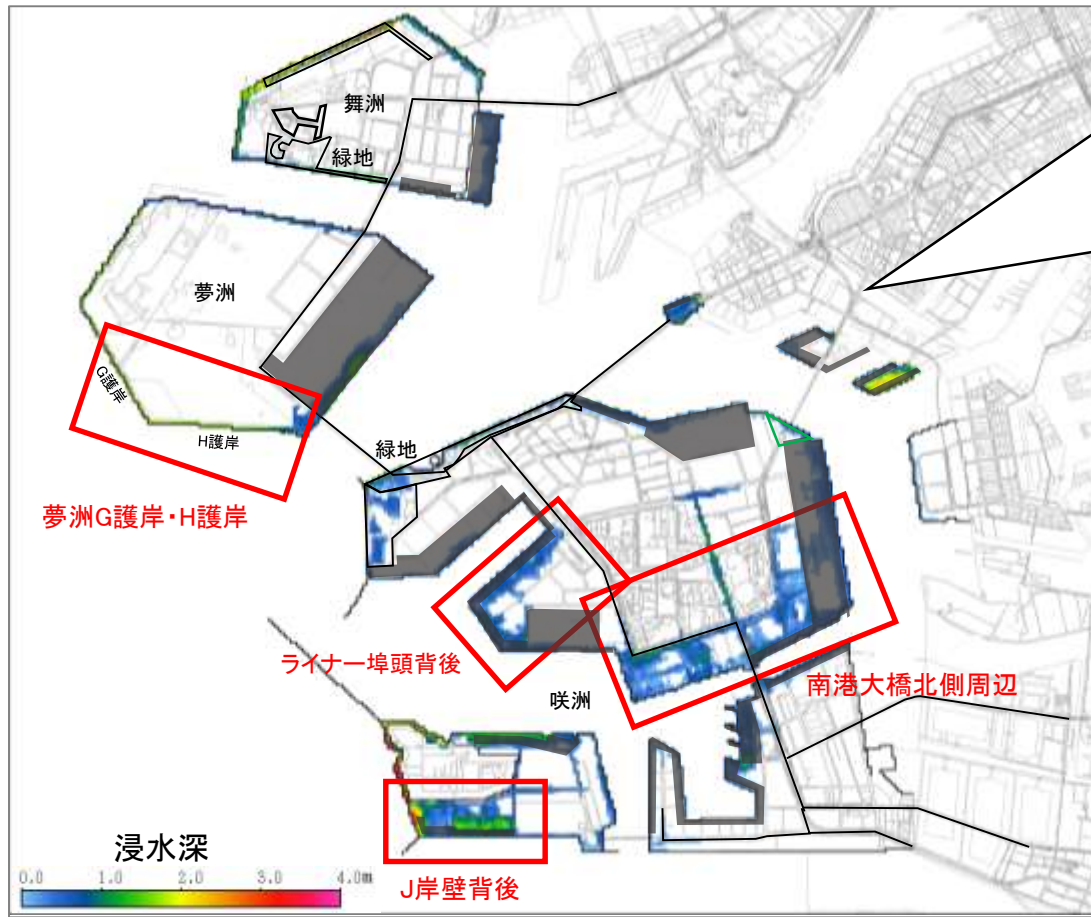 舞洲
緑地
夢洲
G護岸
H護岸
緑地
夢洲G護岸・H護岸
ライナー埠頭背後
南港大橋北側周辺
咲洲
浸水深
0.0 1.0 2.0 3.0 4.0m
J岸壁背後